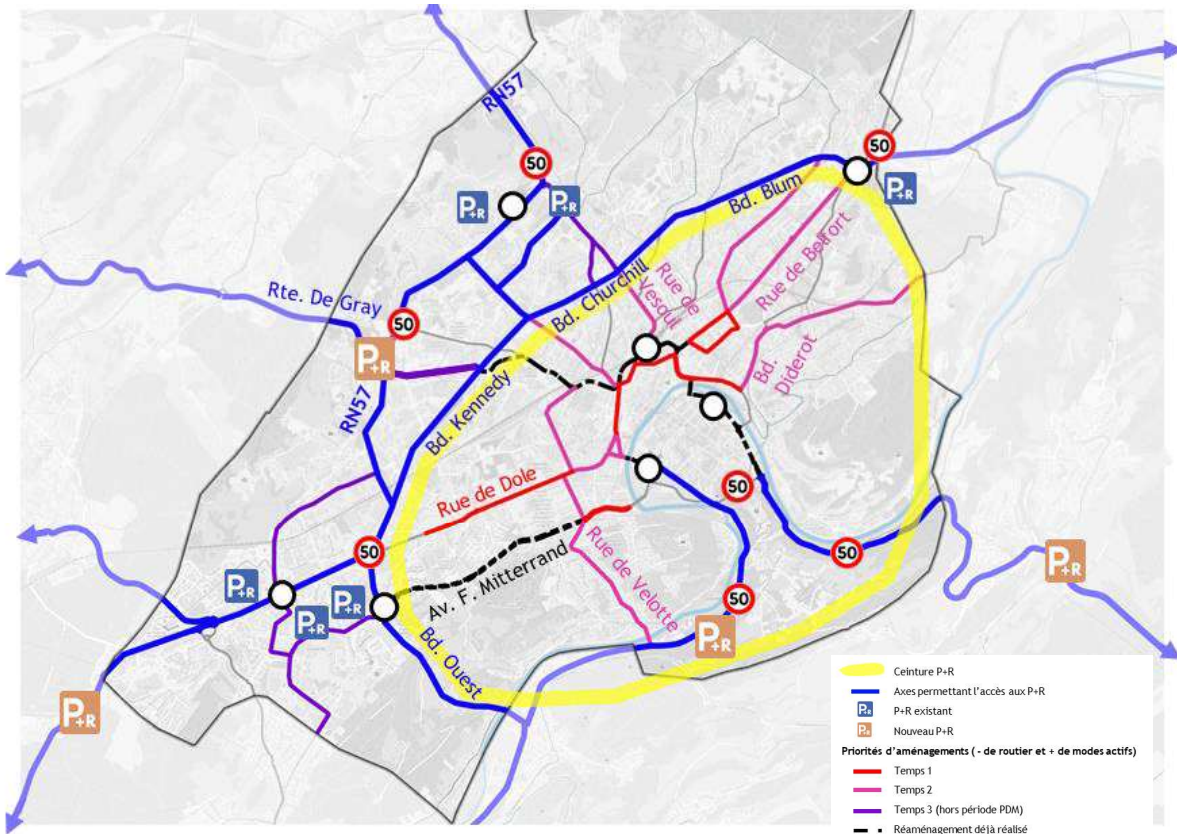 RN57
50
50
P+R
P+R
P+R
Bd. Blum
Rue de Belfort
Rue de
Vesoul
Bd. Churchill
Rte. De Gray
50
P+R
Bd.
Diderot
RN57
Bd. Kennedy
Rue de Dole
50
50
50
P+R
P+R
P+R
P+R
Av. F. Mitterrand
Rue de Velotte
50
P+R
Bd. Ouest
P+R
Ceinture P+R
Axes permettant l'accès aux P+R
P+R existant
Nouveau P+R
Priorités d'aménagements ( - de routier et + de modes actifs)
Temps 1
Temps 2
Temps 3 (hors période PDM)
Réaménagement déjà réalisé